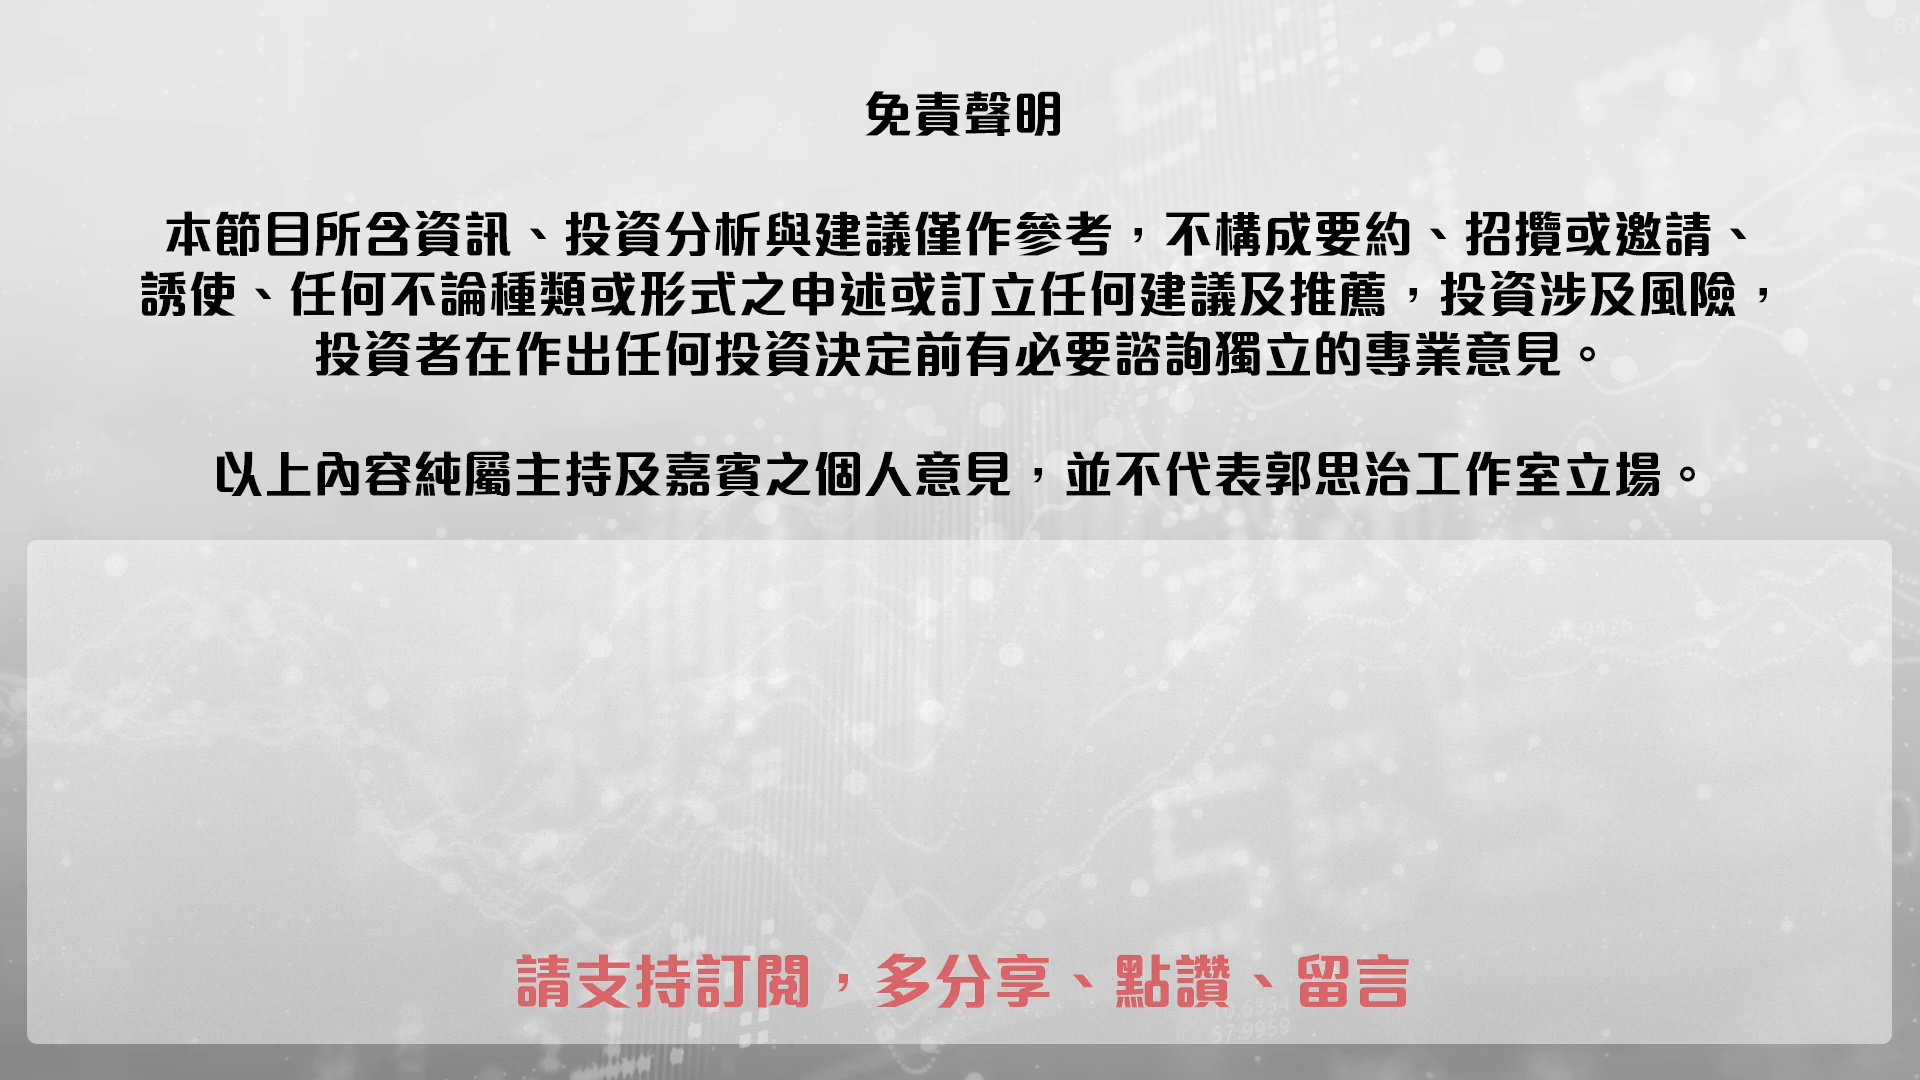 免責聲明
本節目所含資訊、投資分析與建議僅作參考，不構成要約、招攬或邀請、
誘使、任何不論種類或形式之申述或訂立任何建議及推薦，投資涉及風險，
投資者在作出任何投資決定前有必要諮詢獨立的專業意見。
以上內容純屬主持及嘉賓之個人意見，並不代表郭思治工作室立場。
請支持訂閱，多分享、點讚、留言